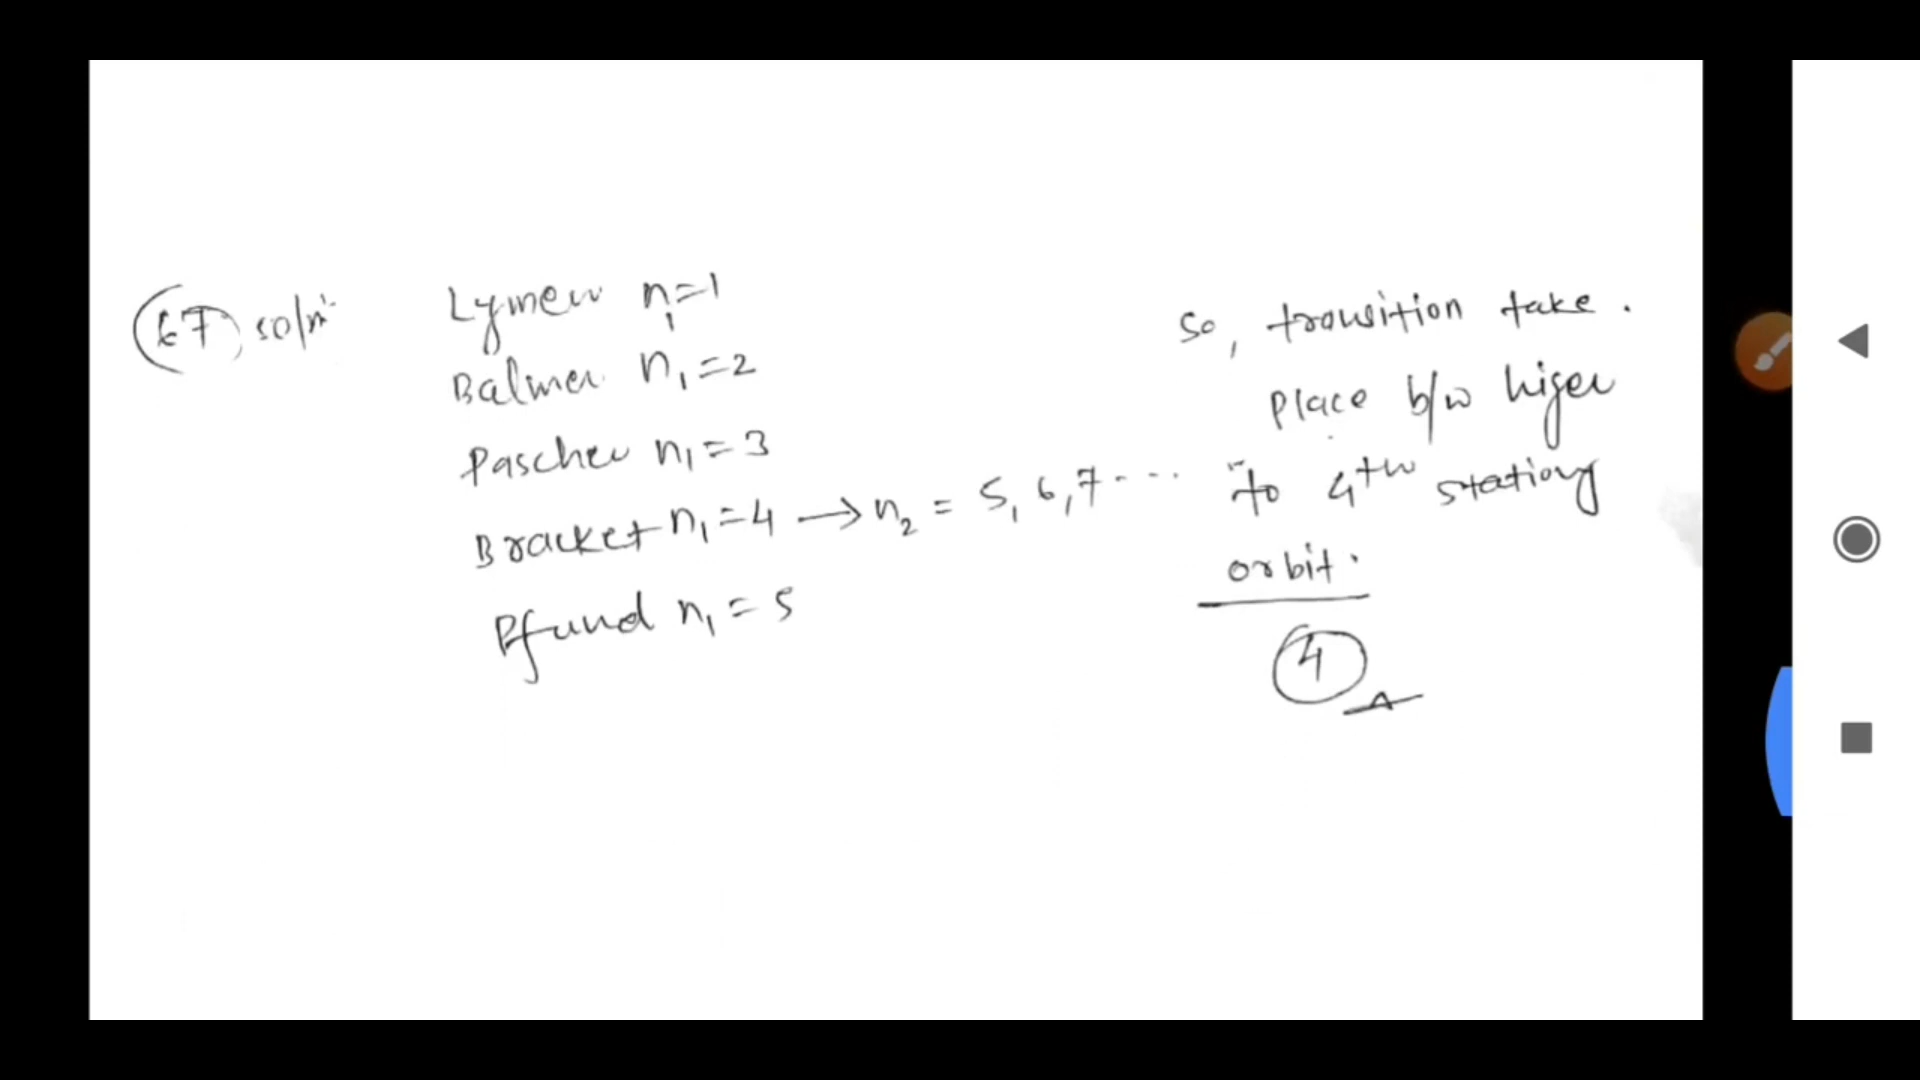 67 soln
Lymen n1=1
Balmer n1=2
Paschen n1=3
Bracket n1=4 → n2 = 5, 6, 7 ...
Pfund n1=5
So, transition take.
Place b/w higer
to 4th stationy
orbit.
4